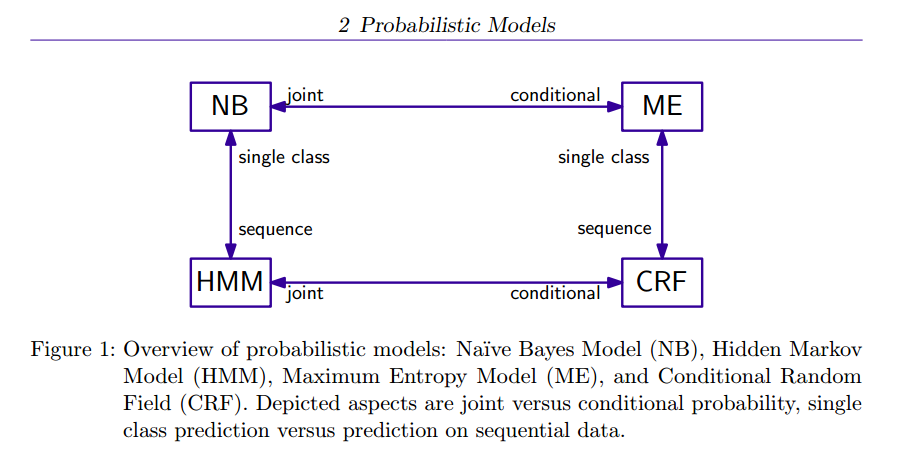 2 Probabilistic Models
NB
joint
conditional
ME
single class
single class
sequence
sequence
HMM
joint
conditional
CRF
Figure 1: Overview of probabilistic models: Naïve Bayes Model (NB), Hidden Markov
Model (HMM), Maximum Entropy Model (ME), and Conditional Random
Field (CRF). Depicted aspects are joint versus conditional probability, single
class prediction versus prediction on sequential data.